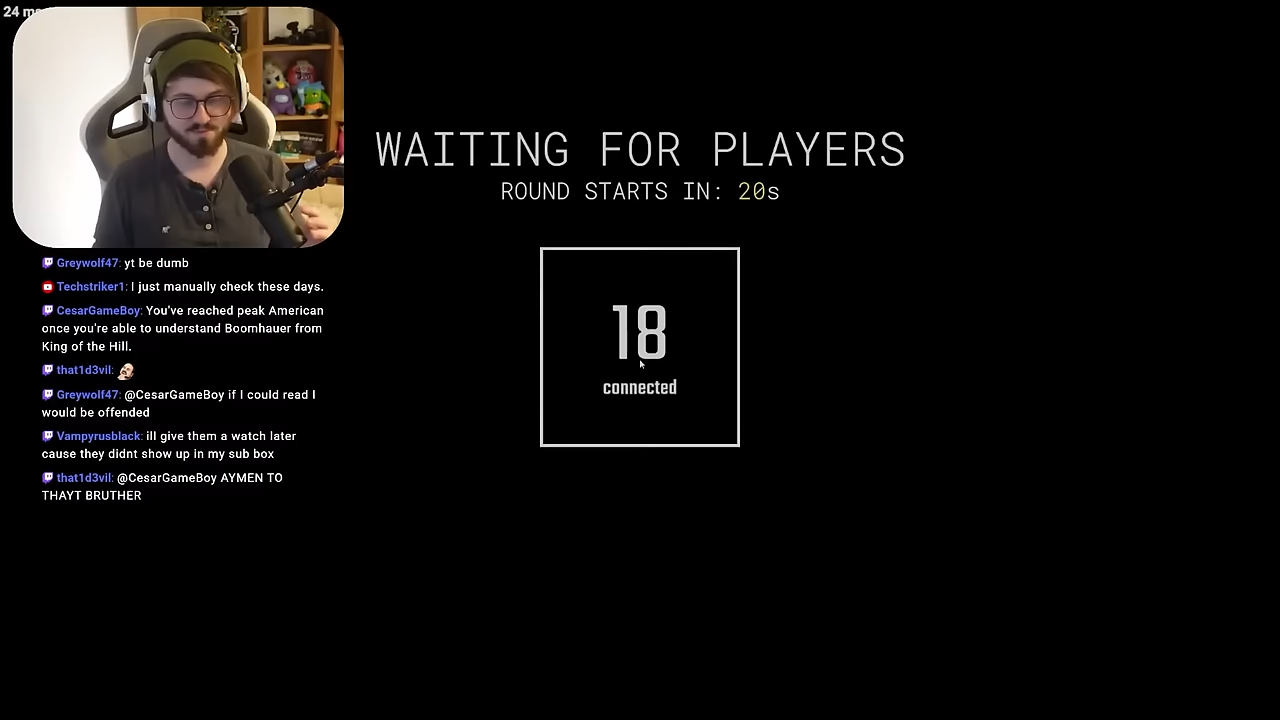 24 m
WAITING FOR PLAYERS
ROUND STARTS IN: 20s
18
connected
Greywolf47: yt be dumb
Techstriker1: I just manually check these days.
CesarGameBoy: You've reached peak American
once you're able to understand Boomhauer from
King of the Hill.
that1d3vil:
Greywolf47: @CesarGameBoy if I could read I
would be offended
Vampyrusblack: ill give them a watch later
cause they didnt show up in my sub box
that1d3vil: @CesarGameBoy AYMEN TO
THAYT BRUTHER